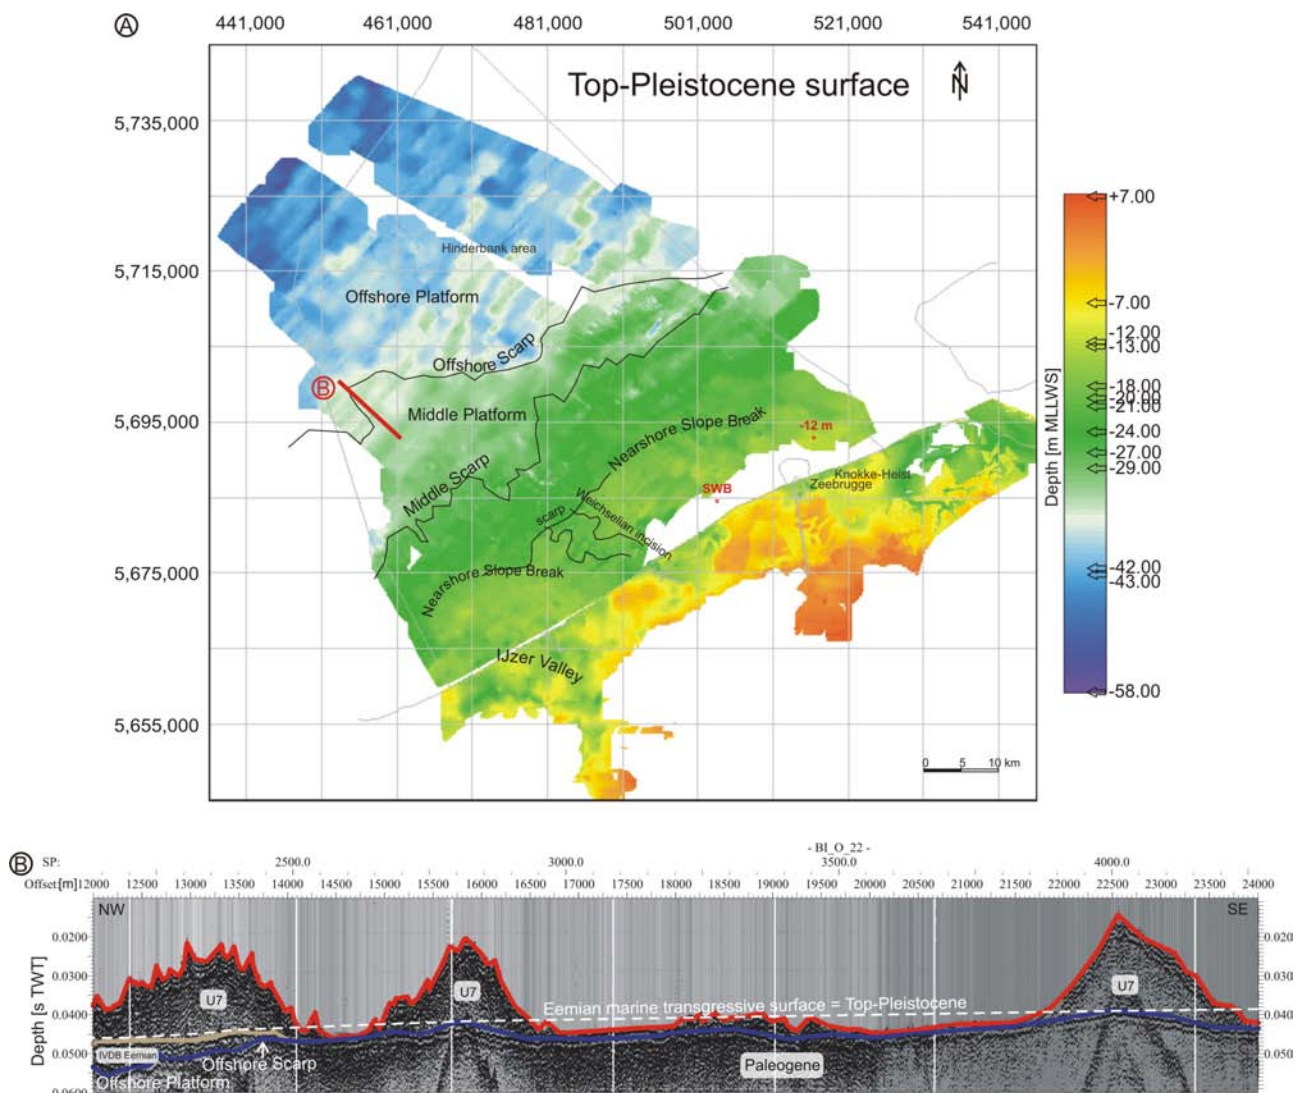 A
441,000 461,000 481,000 501,000 521,000 541,000
Top-Pleistocene surface
N
5,735,000
5,715,000
5,695,000
5,675,000
5,655,000
Hinderbank area
Offshore Platform
Offshore Scarp
B
Middle Platform
Middle Scarp
Nearshore Slope Break
-12 m
SWB
Knokke-Heist
Zeebrugge
scarp
Weichselian incision
Nearshore Slope Break
IJzer Valley
0 5 10 km
Depth [m MLLWS]
+7.00
-7.00
-12.00
-13.00
-18.00
-20.00
-21.00
-24.00
-27.00
-29.00
-42.00
-43.00
-58.00
B
- BI_O_22 -
SP: 2500.0 3000.0 3500.0 4000.0
Offset:[m] 12000 12500 13000 13500 14000 14500 15000 15500 16000 16500 17000 17500 18000 18500 19000 19500 20000 20500 21000 21500 22000 22500 23000 23500 24000
NW SE
Depth [s TWT]
0.0200 0.0200
0.0300 0.0300
0.0400 0.0400
0.0500 0.0500
0.0600
U7 U7 U7
Eemian marine transgressive surface = Top-Pleistocene
IVDB Eemian
Offshore Scarp
Paleogene
Offshore Platform